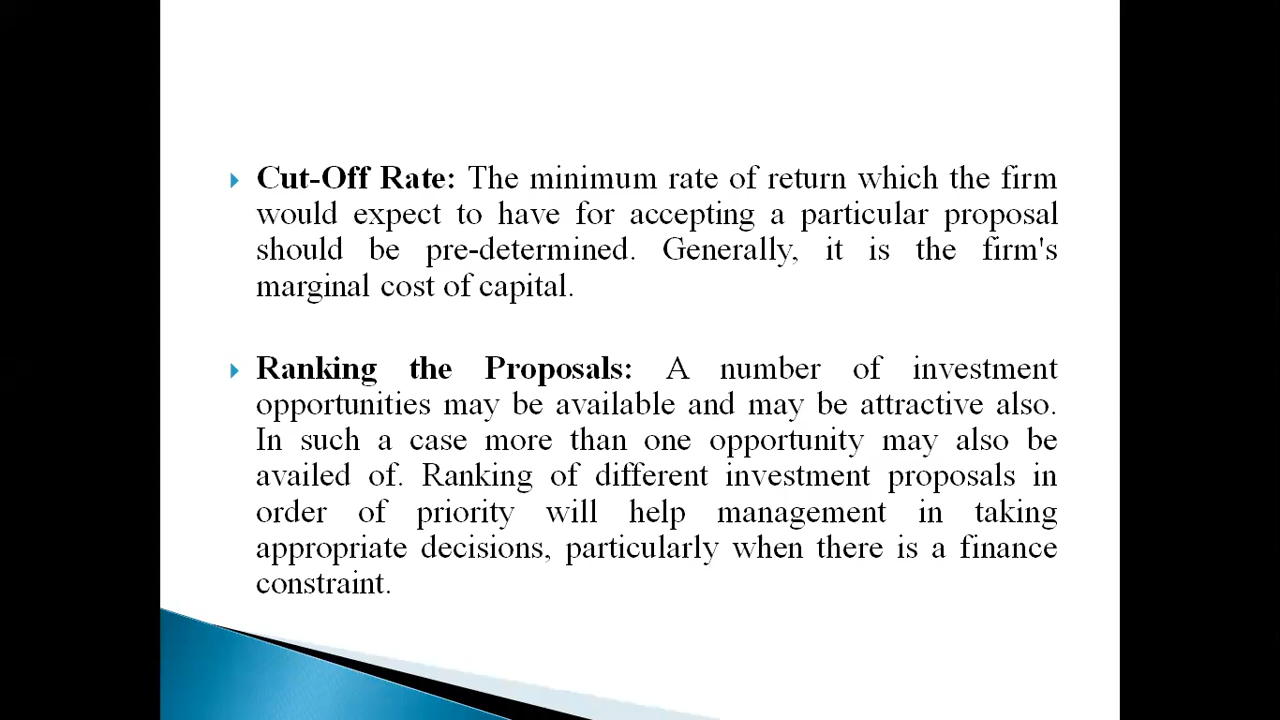 Cut-Off Rate: The minimum rate of return which the firm
would expect to have for accepting a particular proposal
should be pre-determined. Generally, it is the firm's
marginal cost of capital.
Ranking the Proposals: A number of investment
opportunities may be available and may be attractive also.
In such a case more than one opportunity may also be
availed of. Ranking of different investment proposals in
order of priority will help management in taking
appropriate decisions, particularly when there is a finance
constraint.